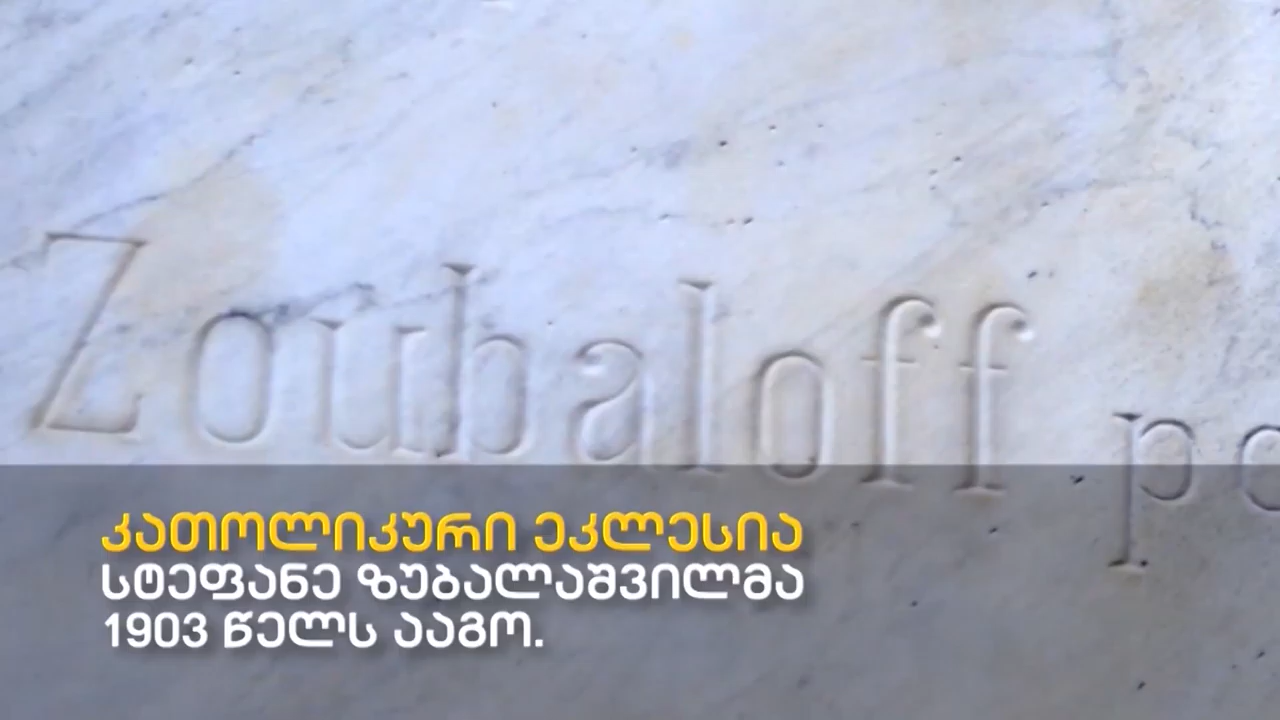 Zoubaloff
კათოლიკური ეკლესია
სტეფანე ზუბალაშვილმა
1903 წელს ააგო.